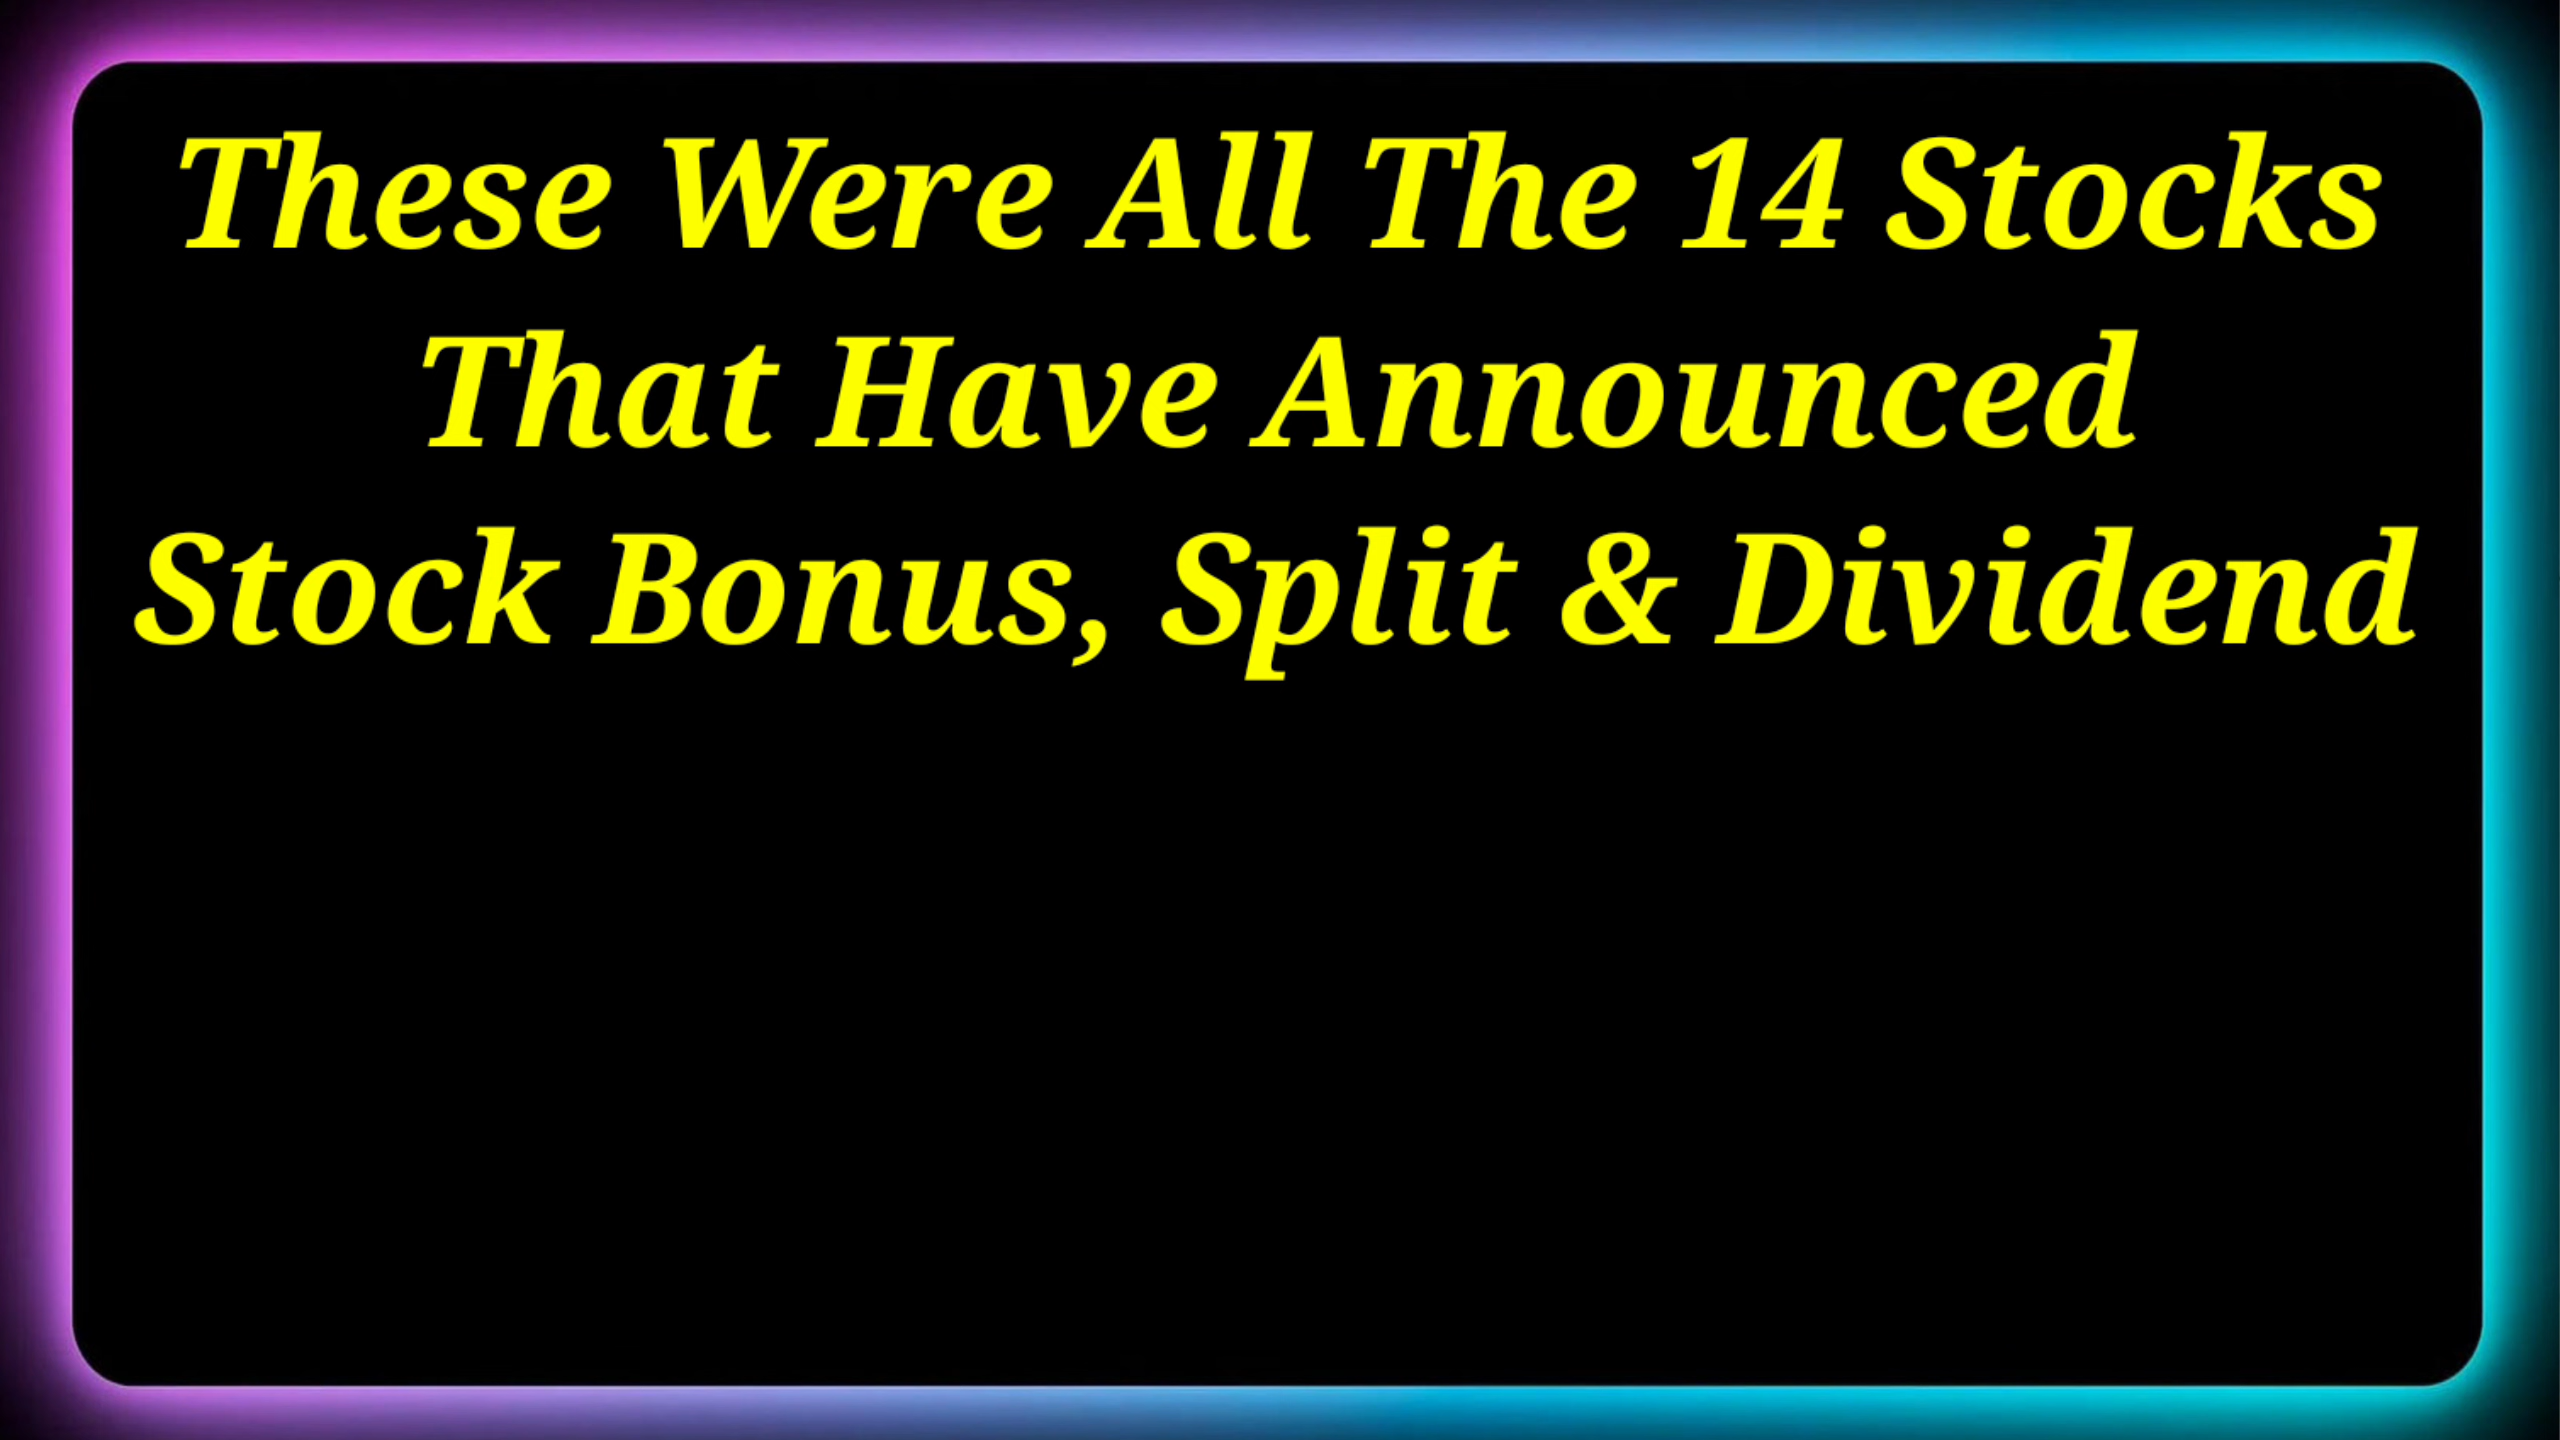 These Were All The 14 Stocks
That Have Announced
Stock Bonus, Split & Dividend